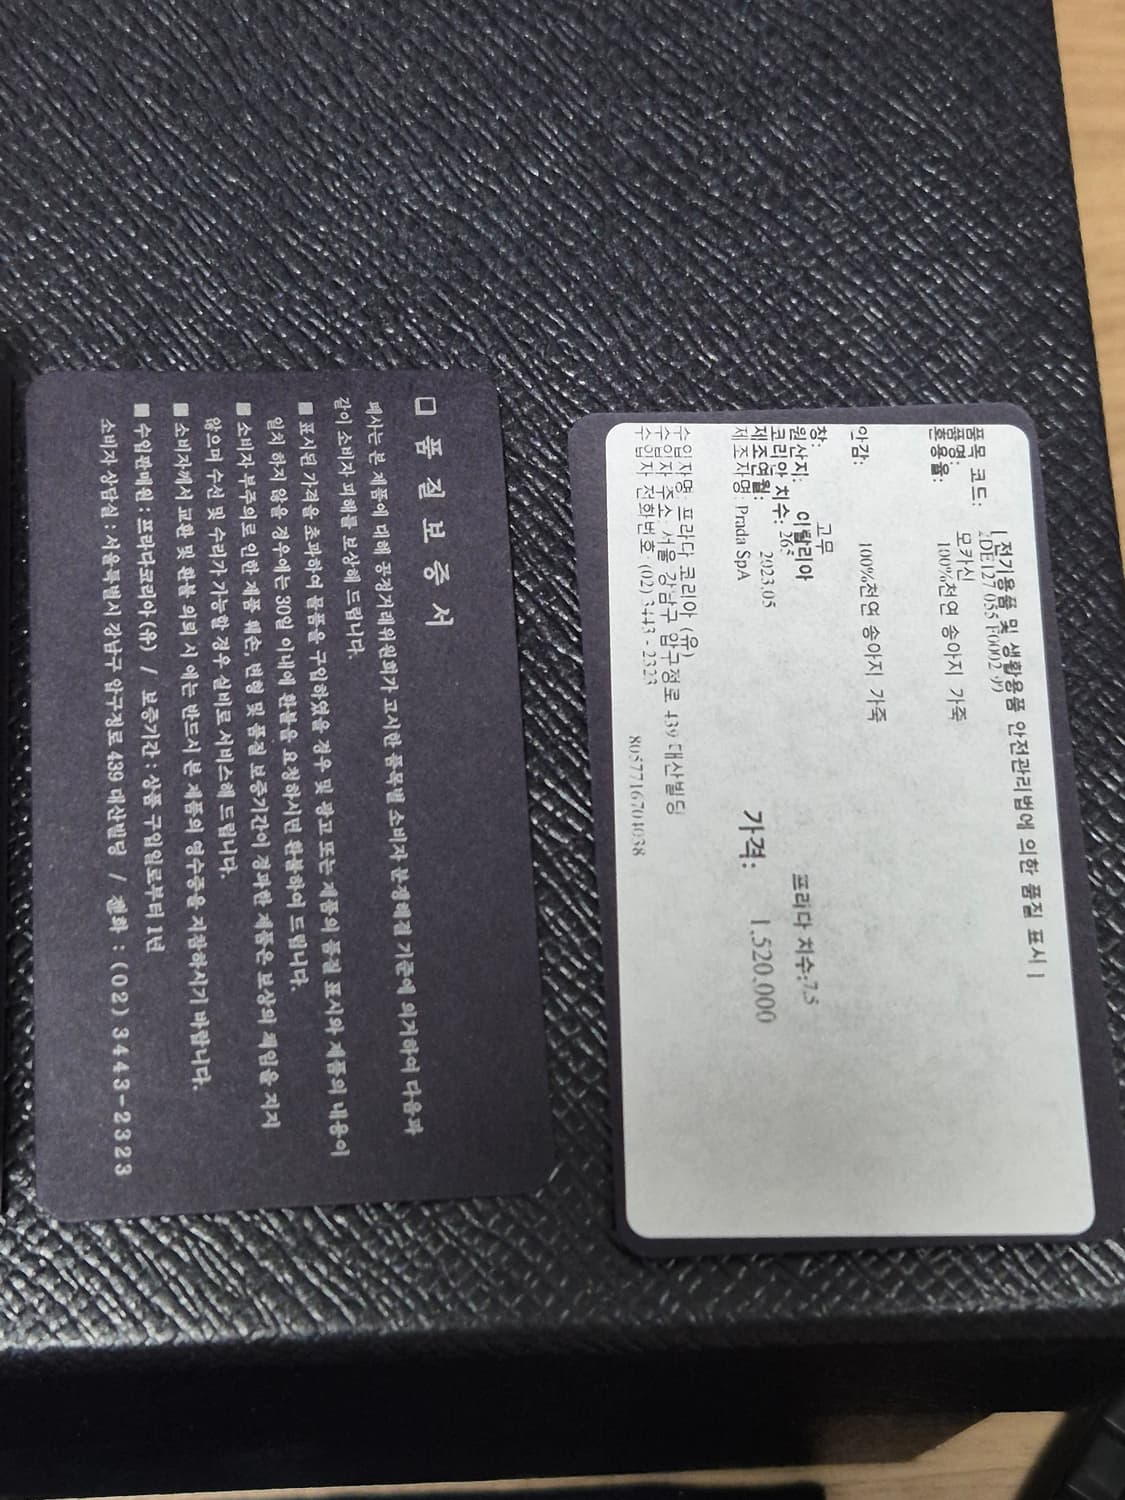 □ 품 질 보 증 서
폐사는 본 제품에 대해 공정거래위원회가 고시한 품목별 소비자 분쟁해결 기준에 의거하여 다음과
같이 소비자 피해를 보상해 드립니다.
■ 표시된 가격을 초과하여 물품을 구입하였을 경우 및 광고 또는 제품의 품질 표시와 제품의 내용이
일치 하지 않을 경우에는 30일 이내에 환불을 요청하시면 환불하여 드립니다.
■ 소비자 부주의로 인한 제품 훼손, 변형 및 품질 보증기간이 경과한 제품은 보상의 책임을 지지
않으며 수선 및 수리가 가능한 경우 실비로 서비스해 드립니다.
■ 소비자께서 교환 및 환불 의뢰 시 에는 반드시 본 제품의 영수증을 지참하시기 바랍니다.
■ 수입판매원 : 프라다코리아(유) / 보증기간 : 상품 구입일로부터 1년
소비자 상담실 : 서울특별시 강남구 압구정로 439 대산빌딩 / 전화 : (02)3443-2323
[ 전기용품 및 생활용품 안전관리법에 의한 품질 표시 ]
품목 코드: 2DE127 055 F0002
품명: 모카신
혼용율: 100%천연 송아지 가죽
안감: 100%천연 송아지 가죽
창: 고무
원산지: 이탈리아 프라다 치수:7,5
코리안 치수: 265
제조연월: 2023.05
제조자명: Prada SpA 가격: 1.520.000
수입자명: 프라다 코리아 (유)
수입자 주소: 서울 강남구 압구정로 439 대산빌딩
수입자 전화번호 (02) 3443 - 2323
8057716701038